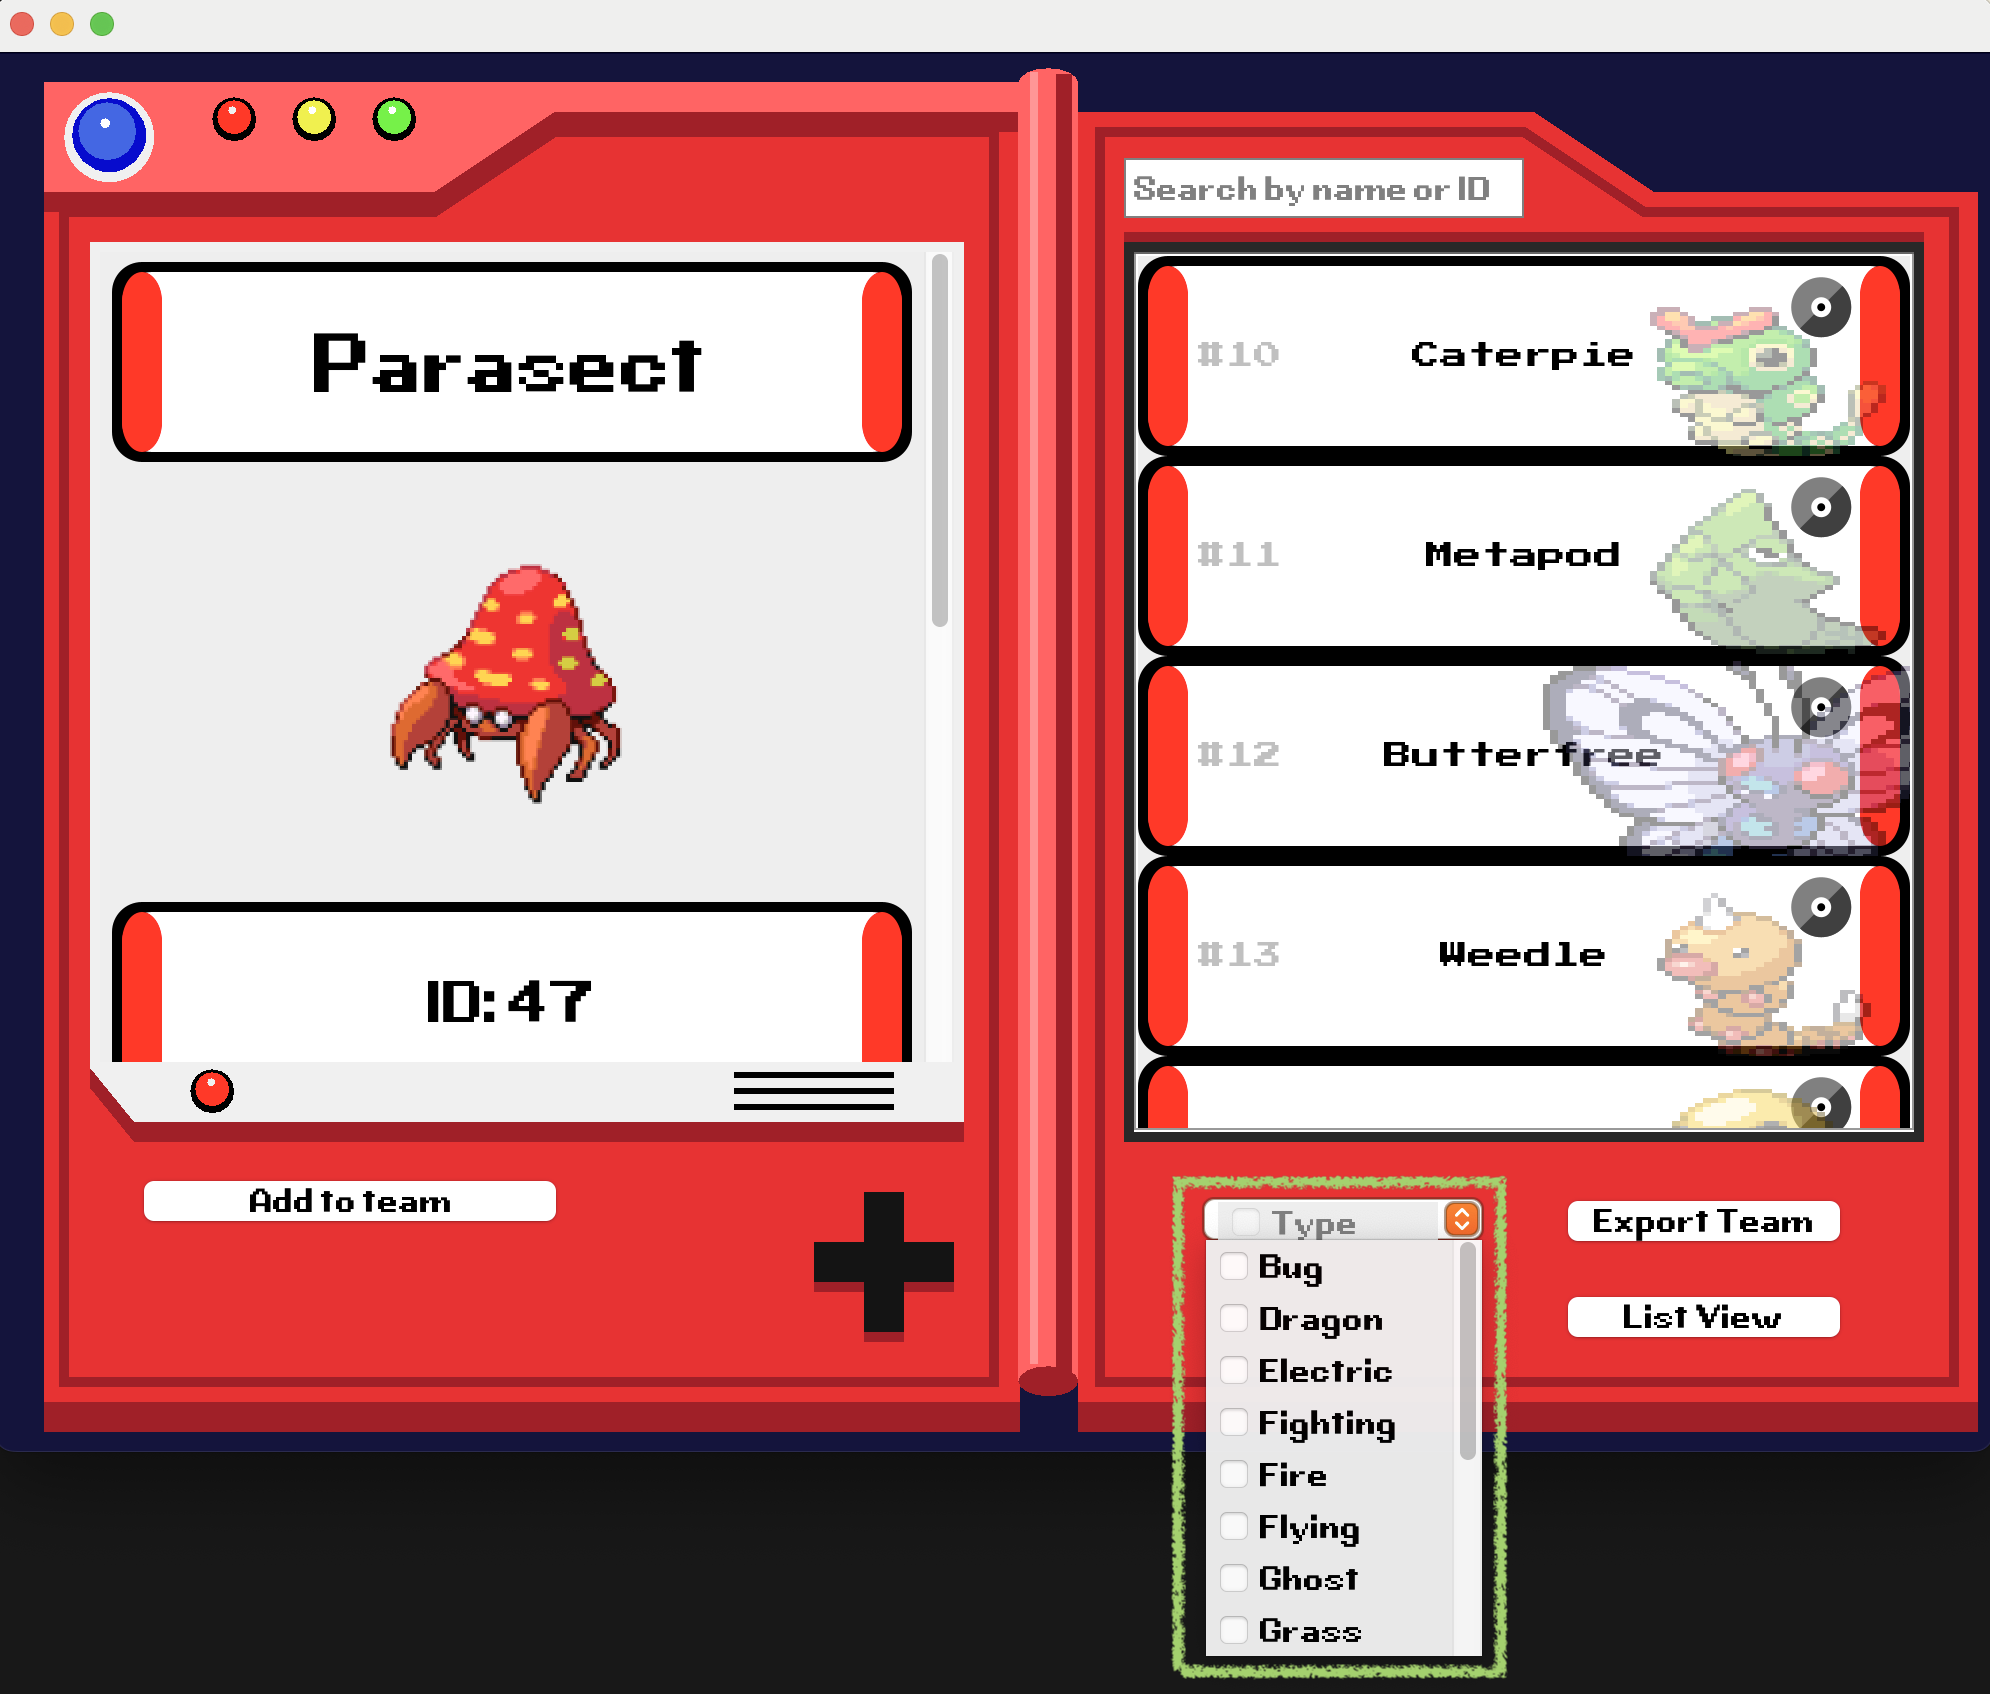 Parasect
ID: 47
Add to team
Search by name or ID
#10 Caterpie
#11 Metapod
#12 Butterfree
#13 Weedle
Type
Bug
Dragon
Electric
Fighting
Fire
Flying
Ghost
Grass
Export Team
List View